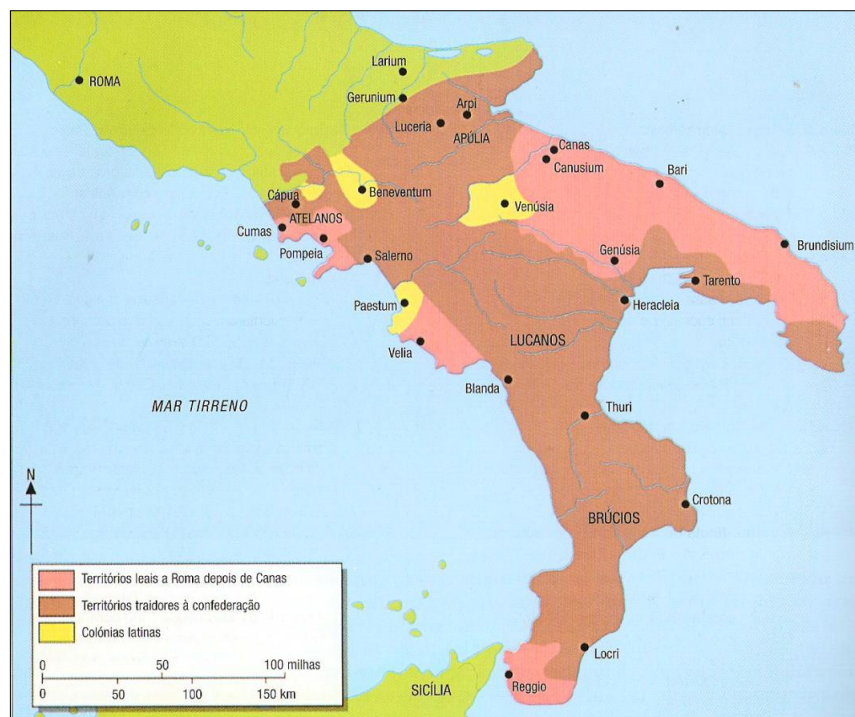 Larium
ROMA
Gerunium
Arpi
Luceria
APÚLIA
Canas
Canusium
Bari
Beneventum
Cápua
Venúsia
ATELANOS
Cumas
Pompeia
Salerno
Genúsia
Brundisium
Tarento
Paestum
Heracleia
LUCANOS
Velia
Blanda
MAR TIRRENO
Thuri
N
Crotona
BRÚCIOS
Territórios leais a Roma depois de Canas
Territórios traidores à confederação
Colónias latinas
0 50 100 milhas
0 50 100 150 km
Locri
Reggio
SICÍLIA